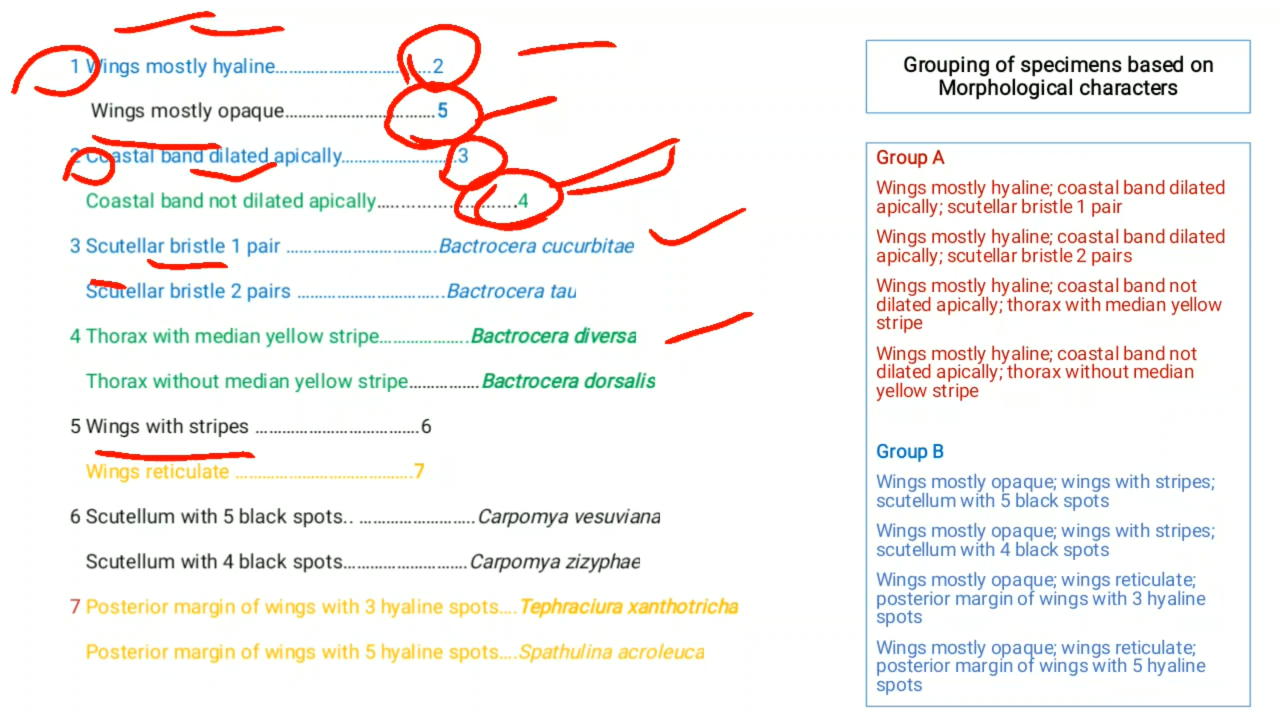 1 Wings mostly hyaline……………………………..2
Wings mostly opaque……………………………5
2 Coastal band dilated apically……………………..3
Coastal band not dilated apically…………………………4
3 Scutellar bristle 1 pair ……………………………Bactrocera cucurbitae
Scutellar bristle 2 pairs ……………………………Bactrocera tau
4 Thorax with median yellow stripe………………..Bactrocera diversa
Thorax without median yellow stripe……………Bactrocera dorsalis
5 Wings with stripes ……………………………….6
Wings reticulate ………………………………….7
6 Scutellum with 5 black spots.. ……………………..Carpomya vesuviana
Scutellum with 4 black spots……………………….Carpomya zizyphae
7 Posterior margin of wings with 3 hyaline spots….Tephraciura xanthotricha
Posterior margin of wings with 5 hyaline spots….Spathulina acroleuca
Grouping of specimens based on
Morphological characters
Group A
Wings mostly hyaline; coastal band dilated
apically; scutellar bristle 1 pair
Wings mostly hyaline; coastal band dilated
apically; scutellar bristle 2 pairs
Wings mostly hyaline; coastal band not
dilated apically; thorax with median yellow
stripe
Wings mostly hyaline; coastal band not
dilated apically; thorax without median
yellow stripe
Group B
Wings mostly opaque; wings with stripes;
scutellum with 5 black spots
Wings mostly opaque; wings with stripes;
scutellum with 4 black spots
Wings mostly opaque; wings reticulate;
posterior margin of wings with 3 hyaline
spots
Wings mostly opaque; wings reticulate;
posterior margin of wings with 5 hyaline
spots